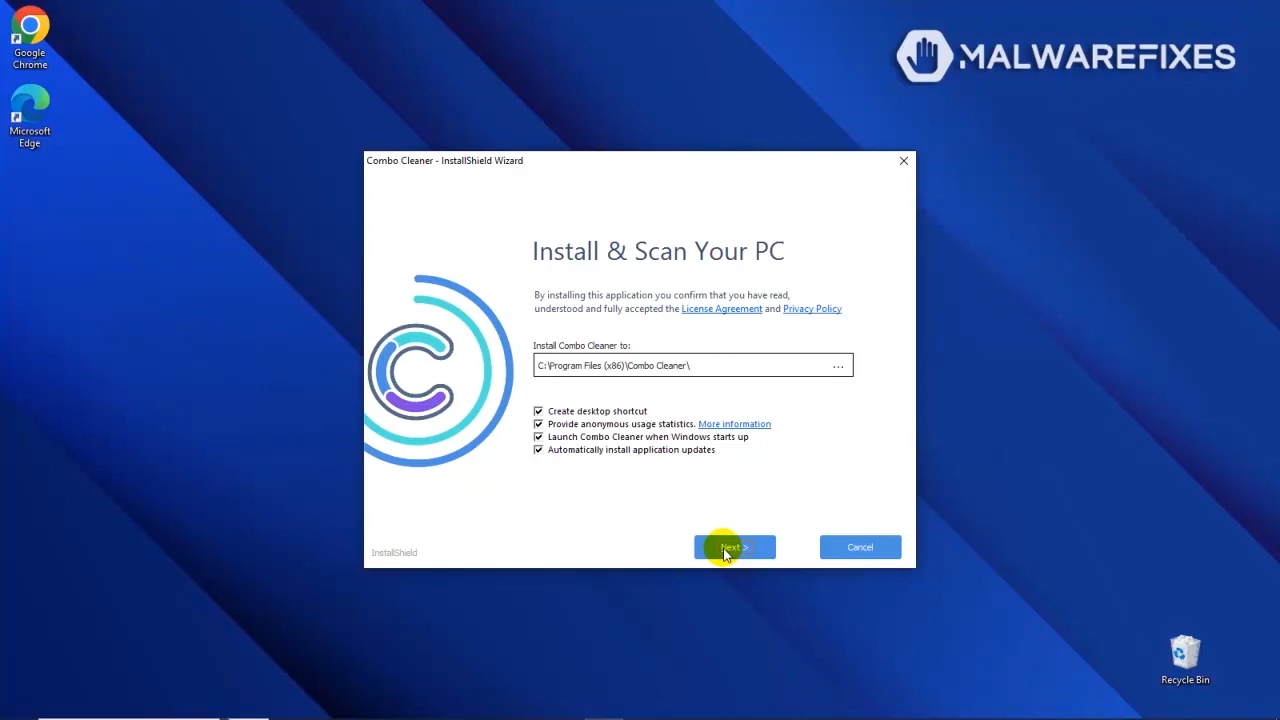 Google
Chrome
Microsoft
Edge
MALWAREFIXES
Combo Cleaner - InstallShield Wizard
Install & Scan Your PC
By installing this application you confirm that you have read,
understood and fully accepted the License Agreement and Privacy Policy
Install Combo Cleaner to:
C:\Program Files (x86)\Combo Cleaner\ ...
Create desktop shortcut
Provide anonymous usage statistics. More information
Launch Combo Cleaner when Windows starts up
Automatically install application updates
InstallShield
Next >
Cancel
Recycle Bin